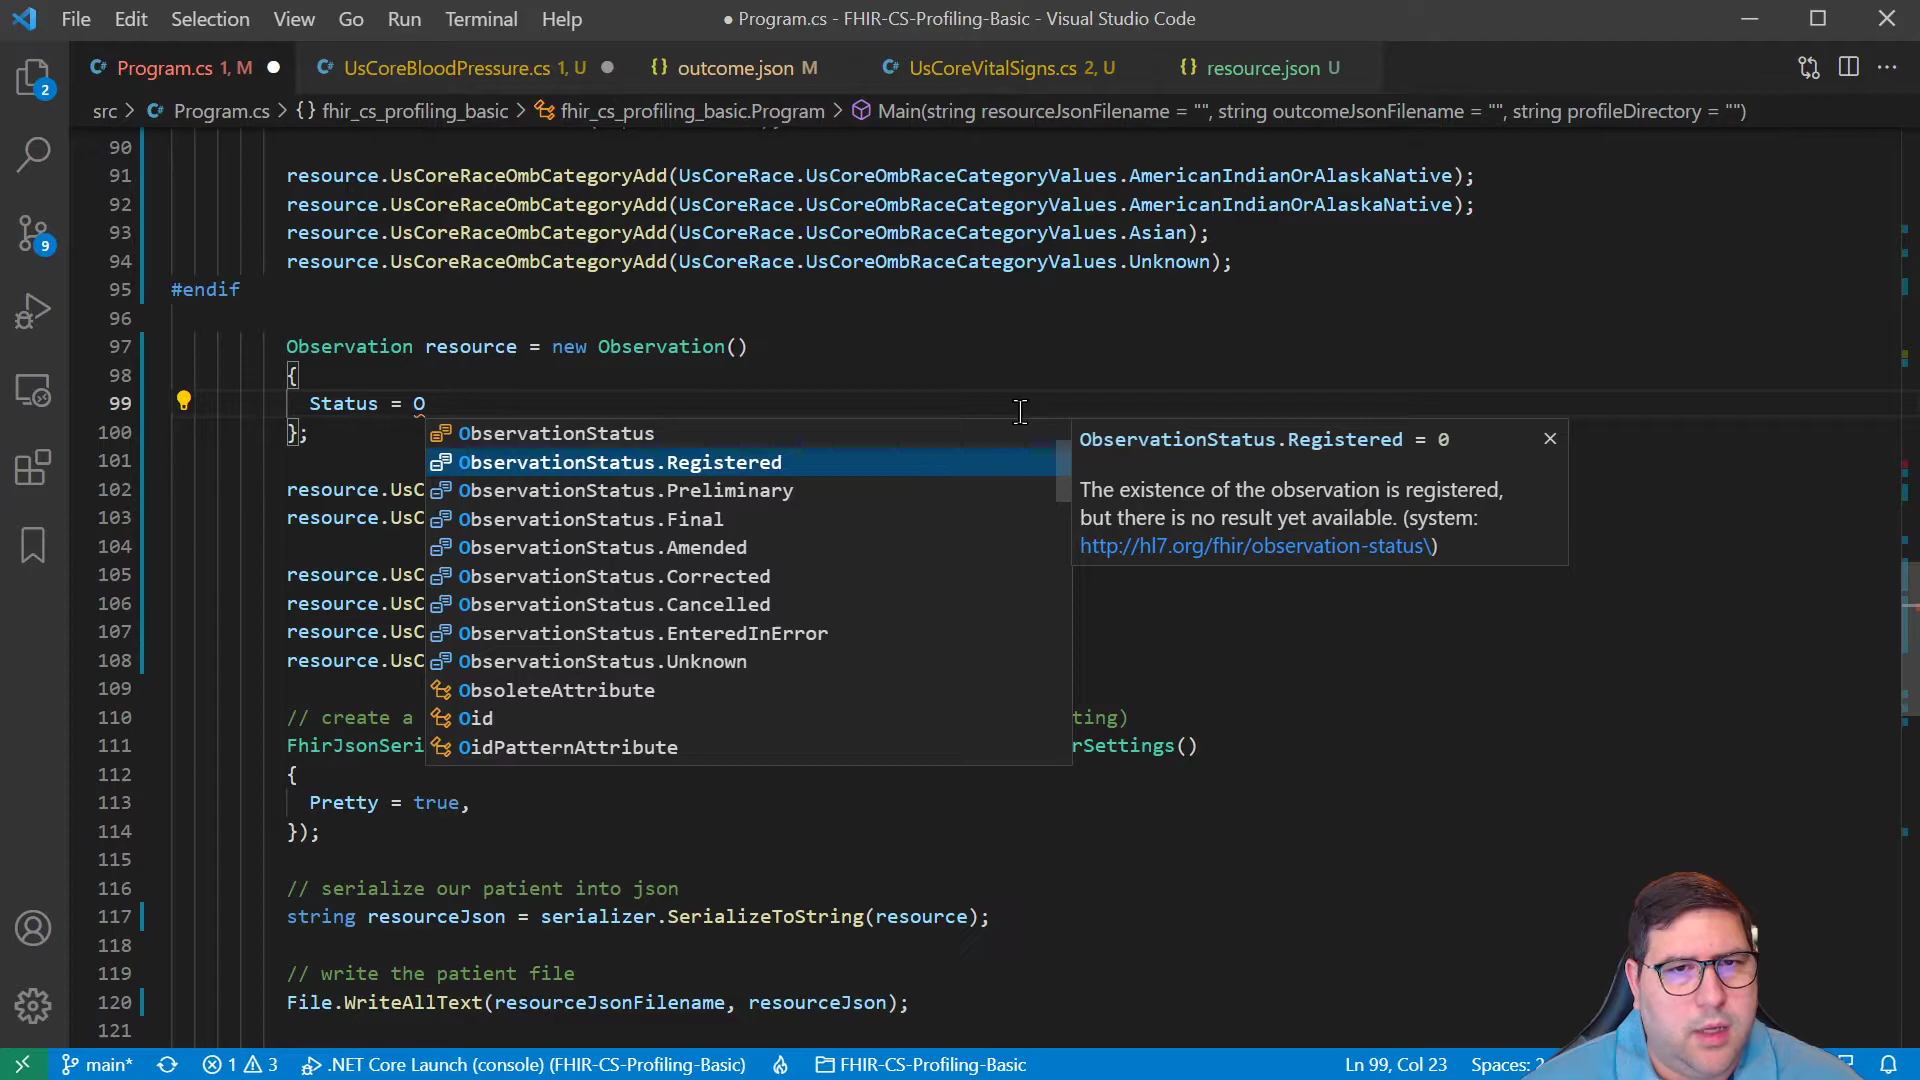 File Edit Selection View Go Run Terminal Help
● Program.cs - FHIR-CS-Profiling-Basic - Visual Studio Code
Program.cs 1, M
UsCoreBloodPressure.cs 1, U
outcome.json M
UsCoreVitalSigns.cs 2, U
resource.json U
src > Program.cs > {} fhir_cs_profiling_basic > fhir_cs_profiling_basic.Program > Main(string resourceJsonFilename = "", string outcomeJsonFilename = "", string profileDirectory = "")
2
9
90
91 resource.UsCoreRaceOmbCategoryAdd(UsCoreRace.UsCoreOmbRaceCategoryValues.AmericanIndianOrAlaskaNative);
92 resource.UsCoreRaceOmbCategoryAdd(UsCoreRace.UsCoreOmbRaceCategoryValues.AmericanIndianOrAlaskaNative);
93 resource.UsCoreRaceOmbCategoryAdd(UsCoreRace.UsCoreOmbRaceCategoryValues.Asian);
94 resource.UsCoreRaceOmbCategoryAdd(UsCoreRace.UsCoreOmbRaceCategoryValues.Unknown);
95 #endif
96
97 Observation resource = new Observation()
98 {
99 Status = O
100 };
101
102 resource.UsC
103 resource.UsC
104
105 resource.UsC
106 resource.UsC
107 resource.UsC
108 resource.UsC
109
110 // create a ting)
111 FhirJsonSeri rSettings()
112 {
113 Pretty = true,
114 });
115
116 // serialize our patient into json
117 string resourceJson = serializer.SerializeToString(resource);
118
119 // write the patient file
120 File.WriteAllText(resourceJsonFilename, resourceJson);
121
ObservationStatus
ObservationStatus.Registered
ObservationStatus.Preliminary
ObservationStatus.Final
ObservationStatus.Amended
ObservationStatus.Corrected
ObservationStatus.Cancelled
ObservationStatus.EnteredInError
ObservationStatus.Unknown
ObsoleteAttribute
Oid
OidPatternAttribute
ObservationStatus.Registered = 0
The existence of the observation is registered,
but there is no result yet available. (system:
http://hl7.org/fhir/observation-status\)
main* 1 3 .NET Core Launch (console) (FHIR-CS-Profiling-Basic) FHIR-CS-Profiling-Basic Ln 99, Col 23 Spaces: